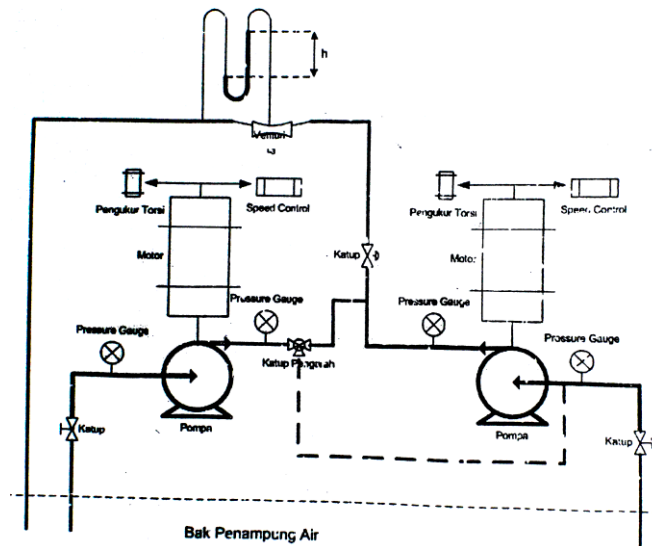 h
Venturi
Pengukur Torsi
Speed Control
Pengukur Torsi
Speed Control
Motor
Motor
Katup
Pressure Gauge
Pressure Gauge
Pressure Gauge
Pressure Gauge
Katup Pengarah
Katup
Pompa
Pompa
Katup
Bak Penampung Air